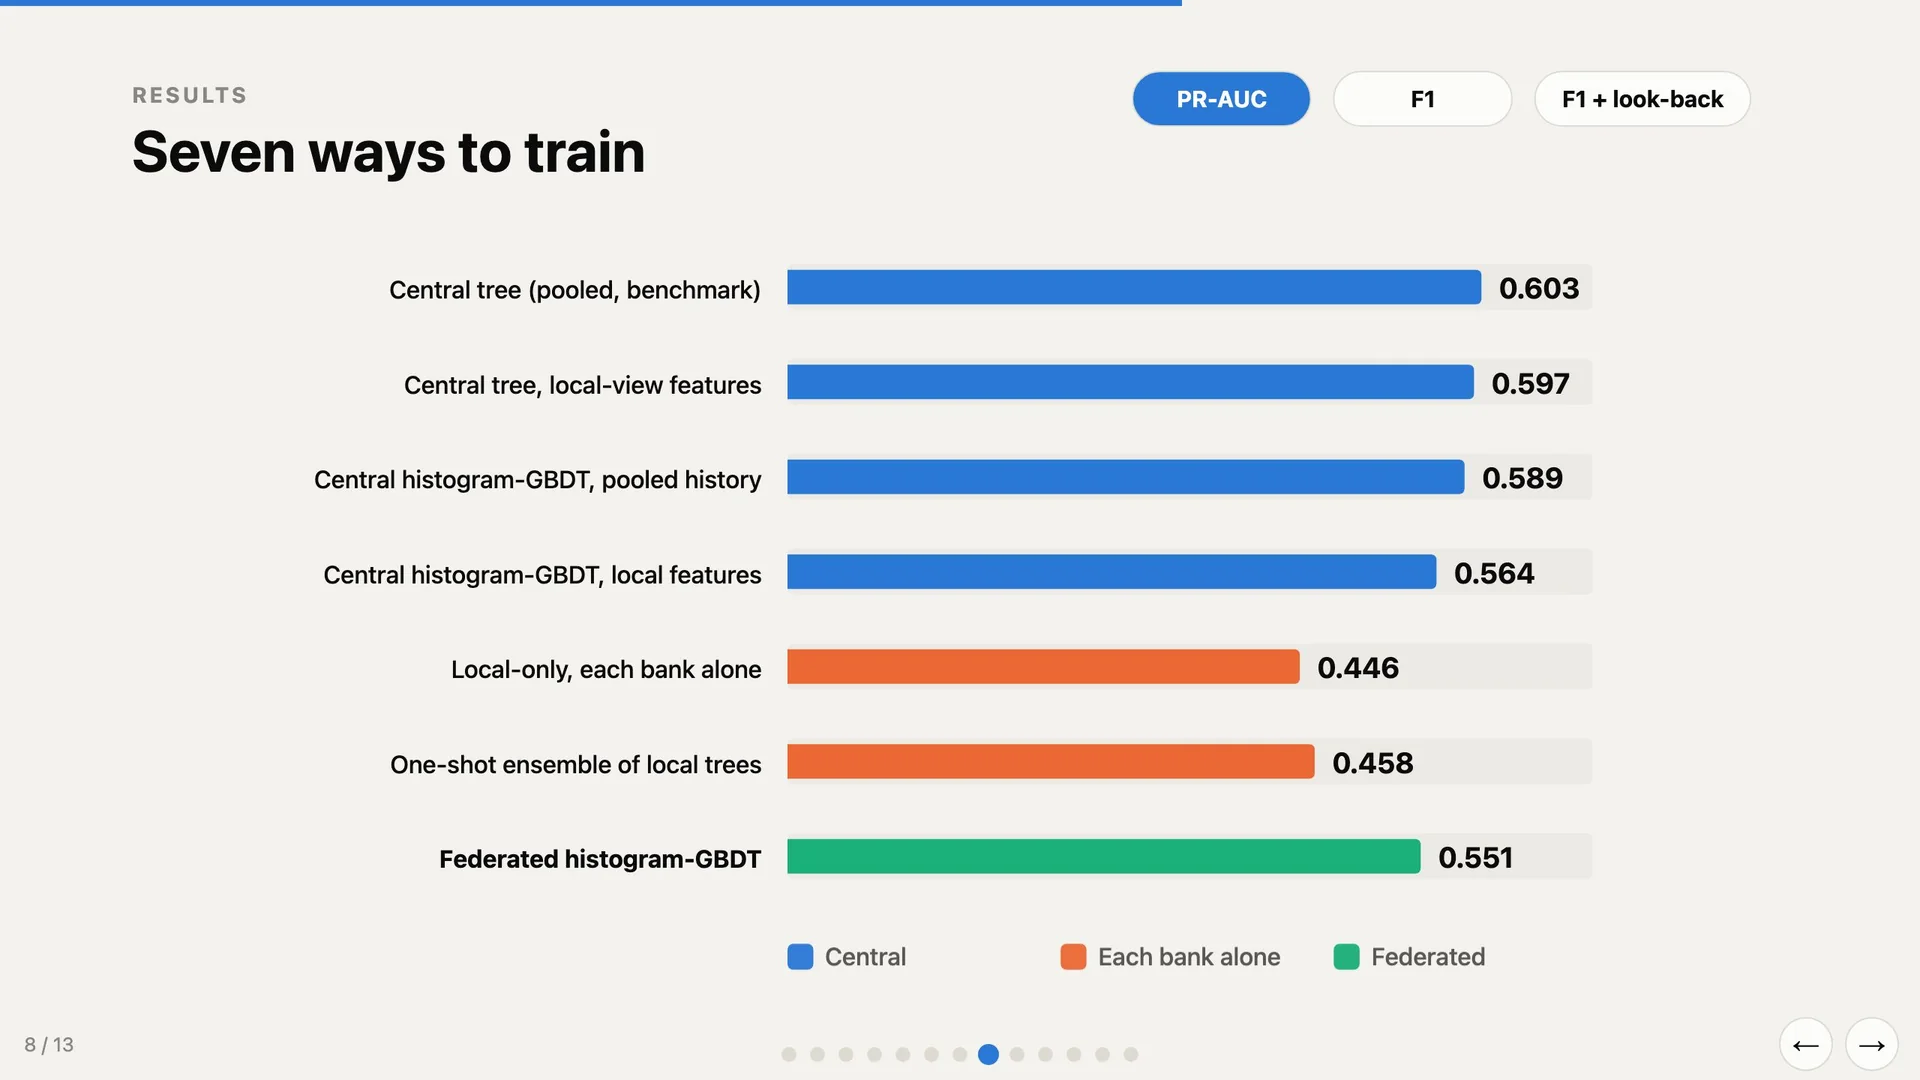 RESULTS
Seven ways to train
PR-AUC
F1
F1 + look-back
Central tree (pooled, benchmark)
0.603
Central tree, local-view features
0.597
Central histogram-GBDT, pooled history
0.589
Central histogram-GBDT, local features
0.564
Local-only, each bank alone
0.446
One-shot ensemble of local trees
0.458
Federated histogram-GBDT
0.551
Central
Each bank alone
Federated
8 / 13
← →